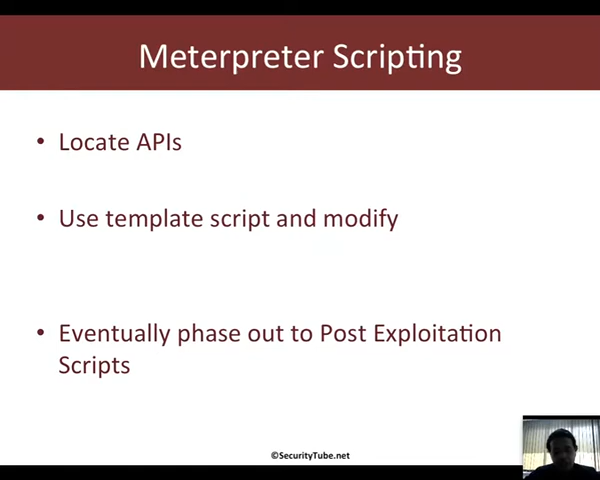 Meterpreter Scripting
• Locate APIs
• Use template script and modify
• Eventually phase out to Post Exploitation
Scripts
©SecurityTube.net